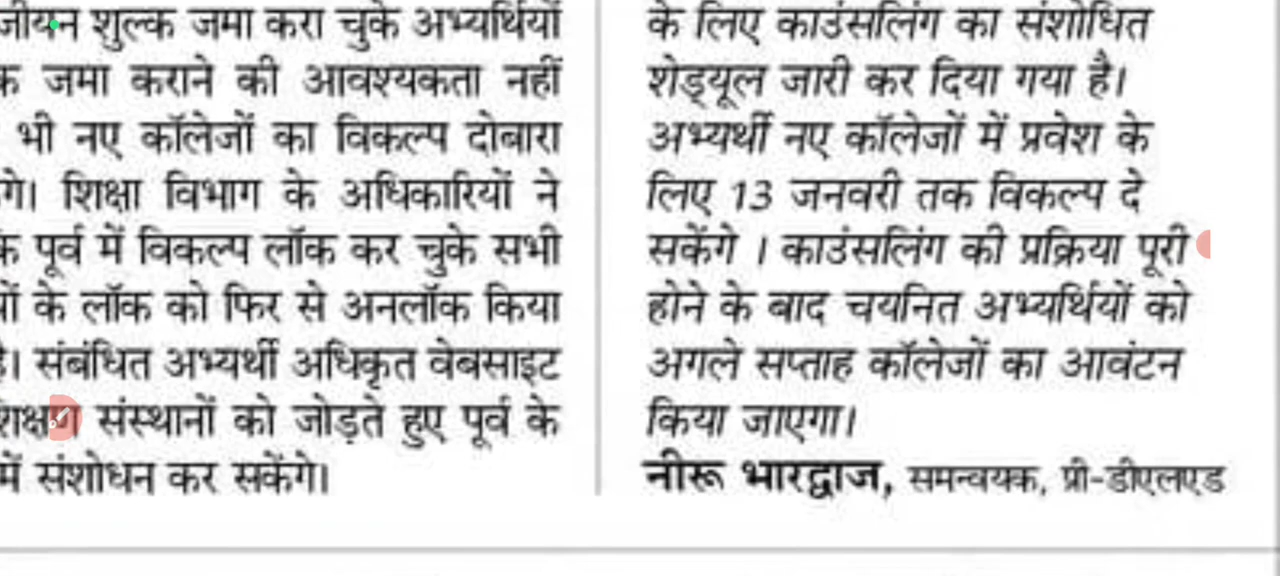 शुल्क जमा करा चुके अभ्यर्थियों
जमा कराने की आवश्यकता नहीं
भी नए कॉलेजों का विकल्प दोबारा
शिक्षा विभाग के अधिकारियों ने
पूर्व में विकल्प लॉक कर चुके सभी
के लॉक को फिर से अनलॉक किया
संबंधित अभ्यर्थी अधिकृत वेबसाइट
संस्थानों को जोड़ते हुए पूर्व के
में संशोधन कर सकेंगे।
के लिए काउंसलिंग का संशोधित
शेड्यूल जारी कर दिया गया है।
अभ्यर्थी नए कॉलेजों में प्रवेश के
लिए 13 जनवरी तक विकल्प दे
सकेंगे । काउंसलिंग की प्रक्रिया पूरी
होने के बाद चयनित अभ्यर्थियों को
अगले सप्ताह कॉलेजों का आवंटन
किया जाएगा।
नीरू भारद्वाज, समन्वयक, प्री-डीएलएड